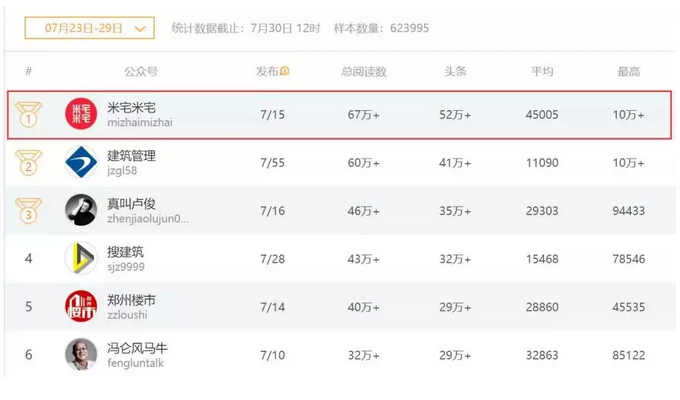 07月23日-29日 统计数据截止：7月30日 12时 样本数量：623995
# 公众号 发布 总阅读数 头条 平均 最高
1 米宅米宅 mizhaimizhai 7/15 67万+ 52万+ 45005 10万+
2 建筑管理 jzgl58 7/55 60万+ 41万+ 11090 10万+
3 真叫卢俊 zhenjiaolujun0... 7/16 46万+ 35万+ 29303 94433
4 搜建筑 sjz9999 7/28 43万+ 32万+ 15468 78546
5 郑州楼市 zzloushi 7/14 40万+ 29万+ 28860 45535
6 冯仑风马牛 fengluntalk 7/10 32万+ 29万+ 32863 85122